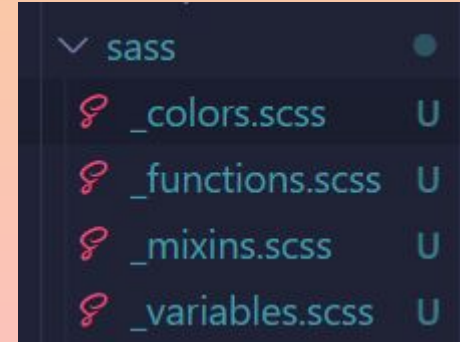 sass
_colors.scss U
_functions.scss U
_mixins.scss U
_variables.scss U